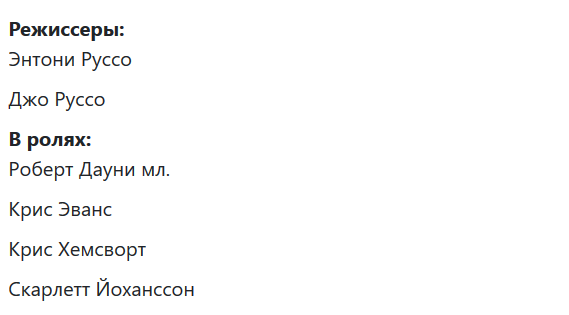 Режиссеры:
Энтони Руссо
Джо Руссо
В ролях:
Роберт Дауни мл.
Крис Эванс
Крис Хемсворт
Скарлетт Йоханссон